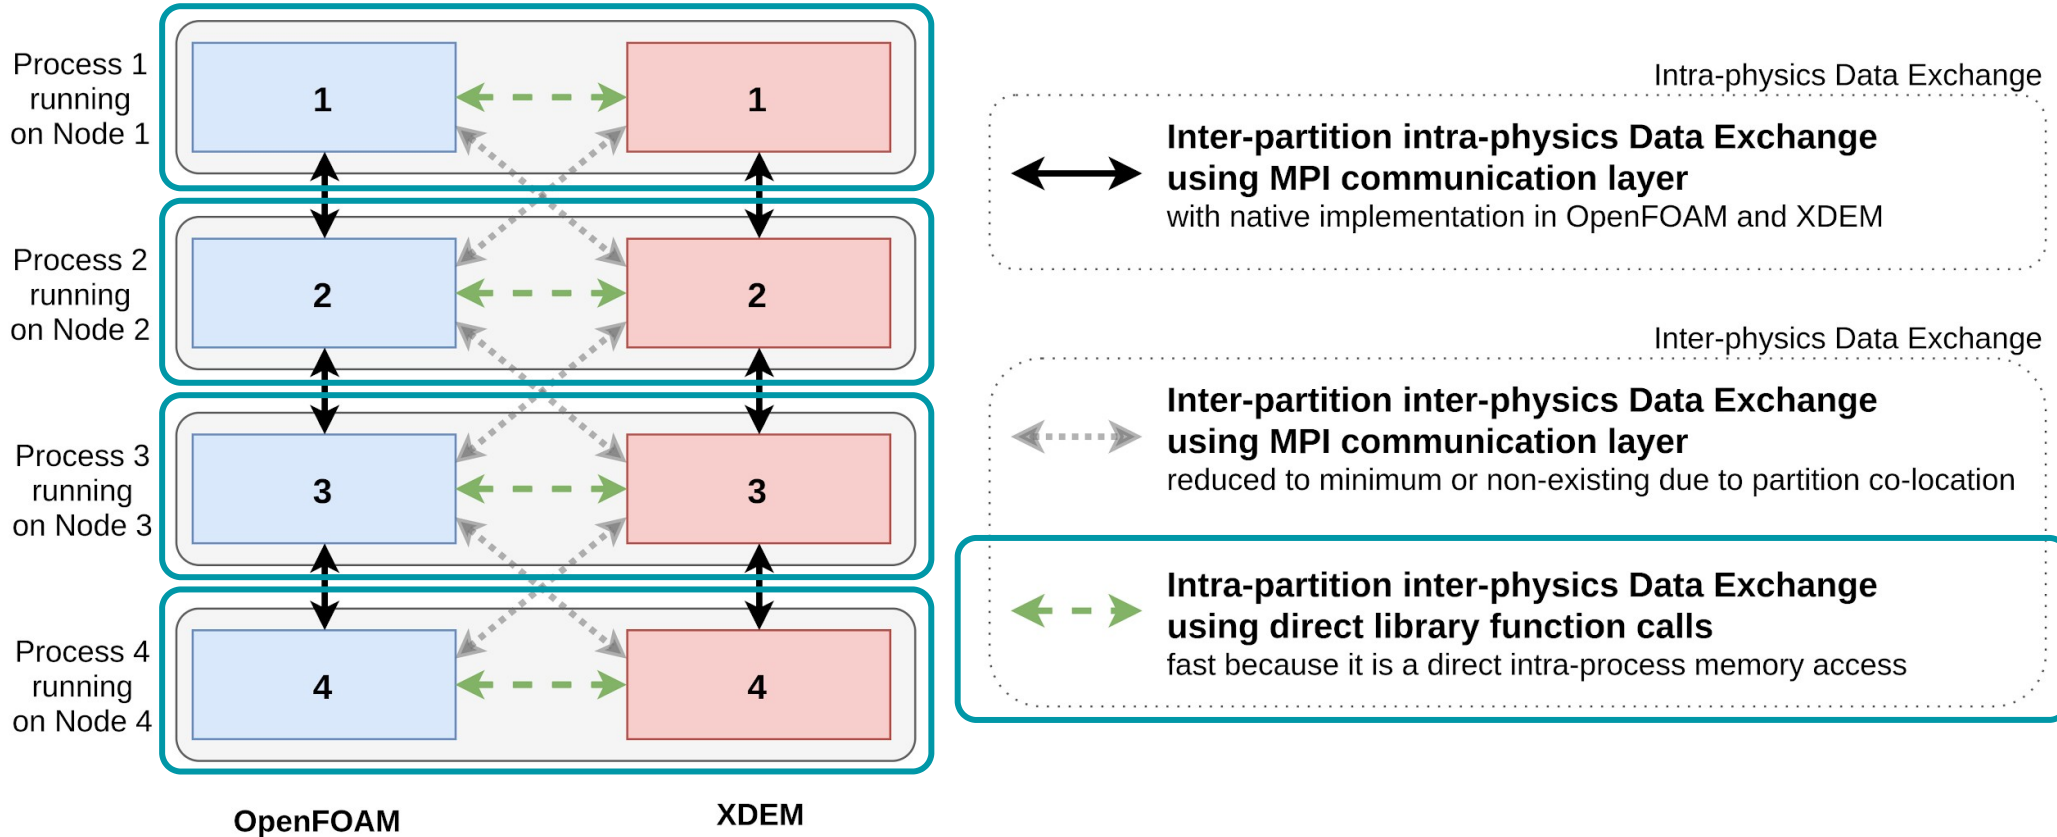 Process 1
running
on Node 1
1
1
Process 2
running
on Node 2
2
2
Process 3
running
on Node 3
3
3
Process 4
running
on Node 4
4
4
OpenFOAM
XDEM
Intra-physics Data Exchange
Inter-partition intra-physics Data Exchange
using MPI communication layer
with native implementation in OpenFOAM and XDEM
Inter-physics Data Exchange
Inter-partition inter-physics Data Exchange
using MPI communication layer
reduced to minimum or non-existing due to partition co-location
Intra-partition inter-physics Data Exchange
using direct library function calls
fast because it is a direct intra-process memory access